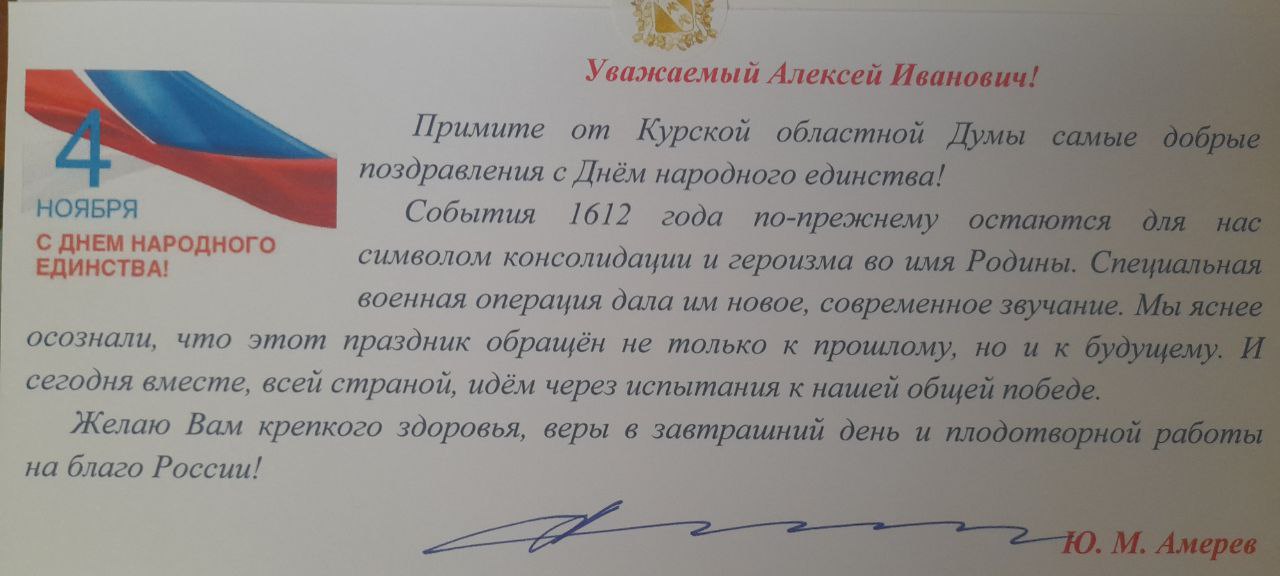 Уважаемый Алексей Иванович!
4
НОЯБРЯ
С ДНЕМ НАРОДНОГО
ЕДИНСТВА!
Примите от Курской областной Думы самые добрые
поздравления с Днём народного единства!
События 1612 года по-прежнему остаются для нас
символом консолидации и героизма во имя Родины. Специальная
военная операция дала им новое, современное звучание. Мы яснее
осознали, что этот праздник обращён не только к прошлому, но и к будущему. И
сегодня вместе, всей страной, идём через испытания к нашей общей победе.
Желаю Вам крепкого здоровья, веры в завтрашний день и плодотворной работы
на благо России!
Ю. М. Амерев